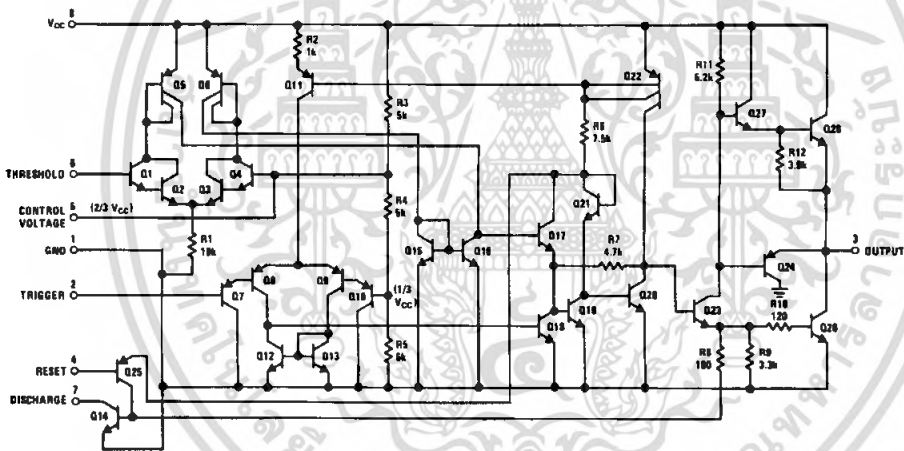 VCC 8
R2 1k
Q5
Q6
Q11
Q22
R3 5k
R11 6.2k
Q27
Q28
R6 7.5k
R12 3.9k
THRESHOLD 6
Q1
Q2
Q3
Q4
CONTROL VOLTAGE 5 (2/3 VCC)
R4 5k
Q21
GND 1
R1 10k
Q15
Q16
Q17
R7 4.7k
3 OUTPUT
TRIGGER 2
Q7
Q8
Q9
Q10
(1/3 VCC)
Q24
Q18
Q19
Q20
Q23
R10 120
Q26
Q12
Q13
R5 5k
R8 100
R9 3.3k
RESET 4
Q25
DISCHARGE 7
Q14